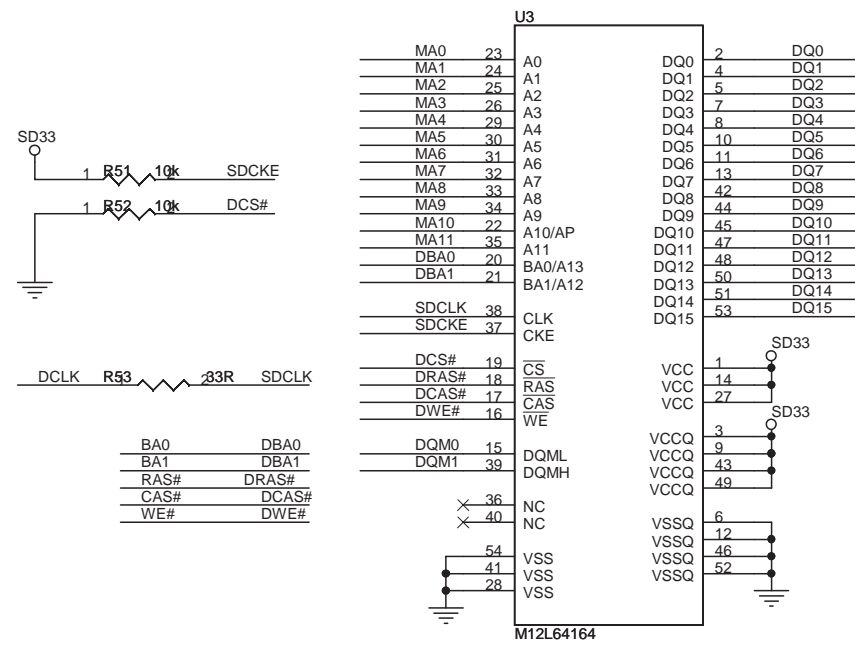 U3
MA0 23 A0 DQ0 2 DQ0
MA1 24 A1 DQ1 4 DQ1
MA2 25 A2 DQ2 5 DQ2
MA3 26 A3 DQ3 7 DQ3
MA4 29 A4 DQ4 8 DQ4
MA5 30 A5 DQ5 10 DQ5
MA6 31 A6 DQ6 11 DQ6
MA7 32 A7 DQ7 13 DQ7
MA8 33 A8 DQ8 42 DQ8
MA9 34 A9 DQ9 44 DQ9
MA10 22 A10/AP DQ10 45 DQ10
MA11 35 A11 DQ11 47 DQ11
DBA0 20 BA0/A13 DQ12 48 DQ12
DBA1 21 BA1/A12 DQ13 50 DQ13
DQ14 51 DQ14
SDCLK 38 CLK DQ15 53 DQ15
SDCKE 37 CKE
SD33
1 R51 10k 2 SDCKE
1 R52 10k 2 DCS#
DCLK R53 1 2 33R SDCLK
DCS# 19 CS VCC 1 SD33
DRAS# 18 RAS VCC 14
DCAS# 17 CAS VCC 27
DWE# 16 WE
SD33
BA0 DBA0
BA1 DBA1
RAS# DRAS#
CAS# DCAS#
WE# DWE#
VCCQ 3
DQM0 15 DQML VCCQ 9
DQM1 39 DQMH VCCQ 43
VCCQ 49
36 NC
40 NC VSSQ 6
VSSQ 12
54 VSS VSSQ 46
41 VSS VSSQ 52
28 VSS
M12L64164